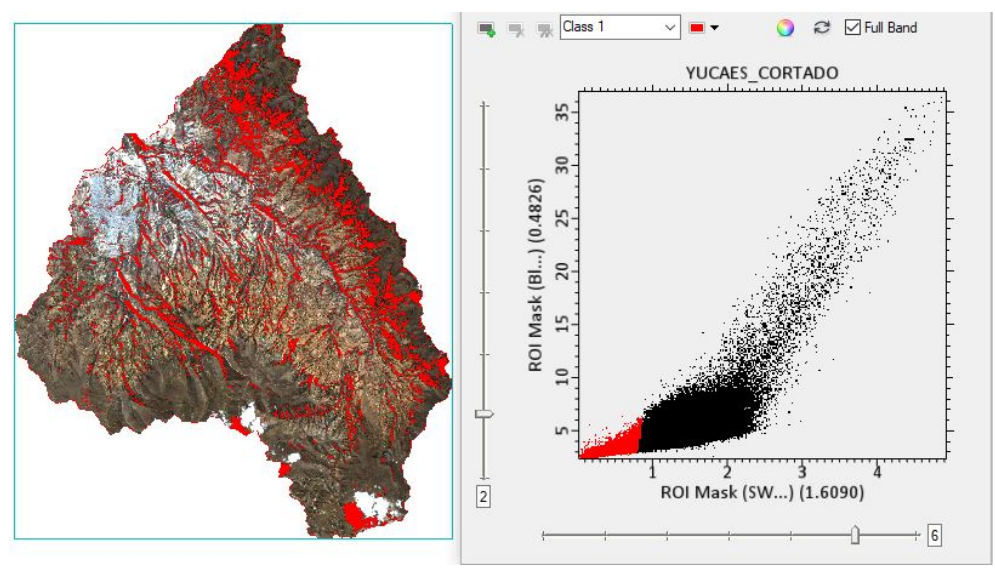 Class 1
Full Band
YUCAES_CORTADO
35
30
25
20
15
10
5
ROI Mask (Bl...) (0.4826)
1 2 3 4
ROI Mask (SW...) (1.6090)
2
6